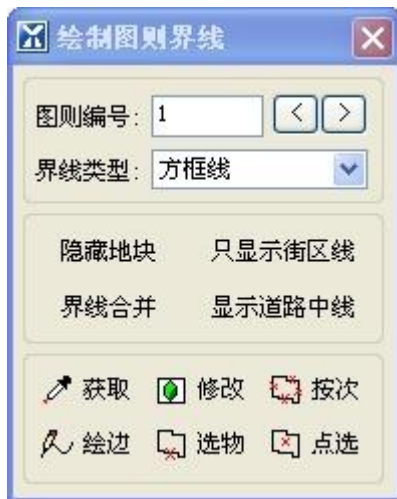 绘制图则界线
图则编号: 1 < >
界线类型: 方框线
隐藏地块 只显示街区线
界线合并 显示道路中线
获取 修改 按次
绘边 选物 点选